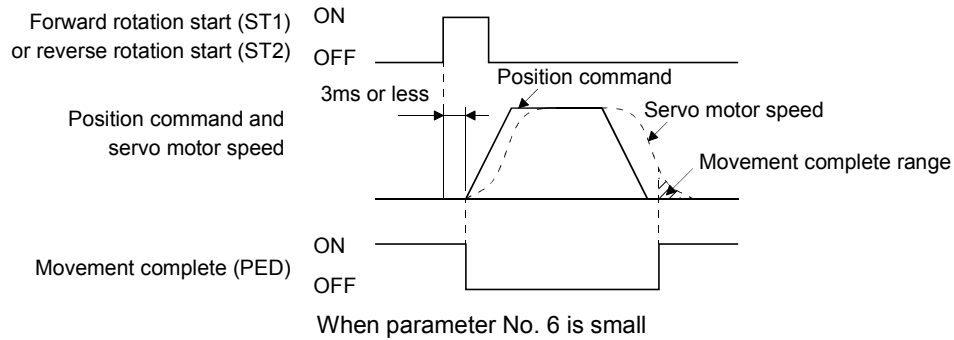 Forward rotation start (ST1)
or reverse rotation start (ST2)
ON
OFF
3ms or less
Position command
Servo motor speed
Position command and
servo motor speed
Movement complete range
Movement complete (PED)
ON
OFF
When parameter No. 6 is small